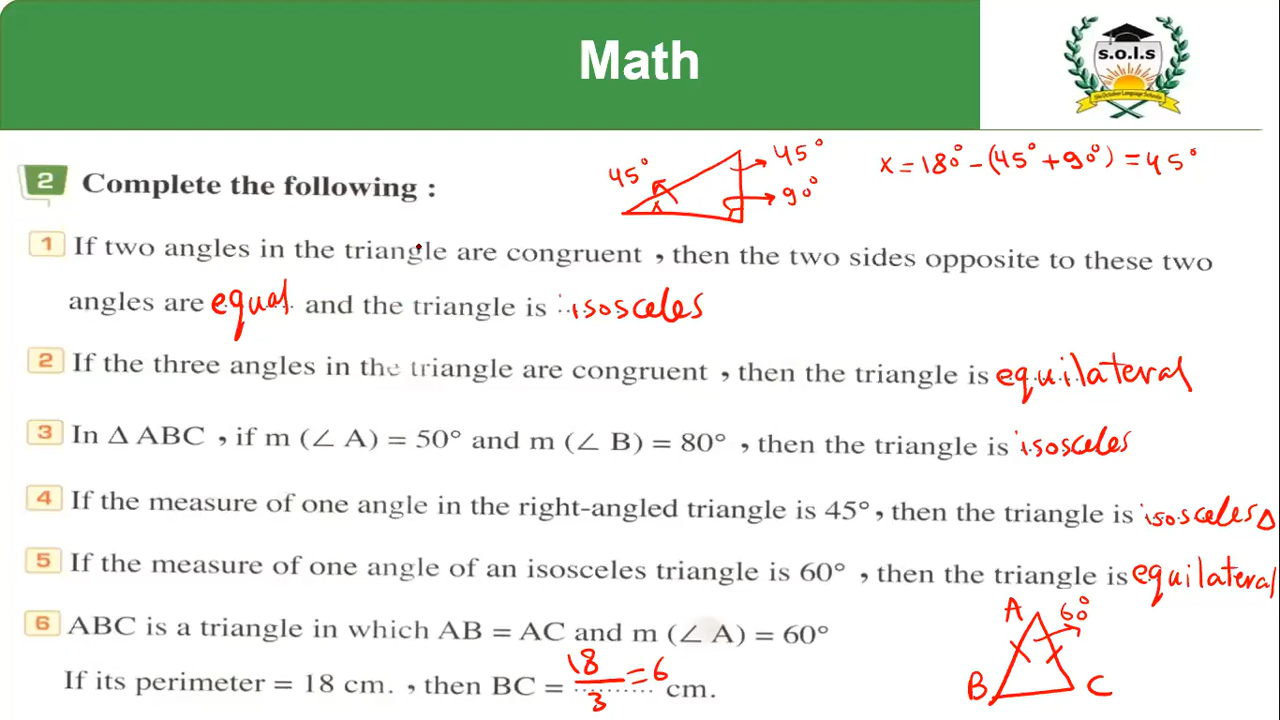 Math
s.o.l.s
Six October Language Schools
45° 45° 90°
x = 180° - (45° + 90°) = 45°
2 Complete the following :
1 If two angles in the triangle are congruent , then the two sides opposite to these two
angles are equal and the triangle is isosceles
2 If the three angles in the triangle are congruent , then the triangle is equilateral
3 In Δ ABC , if m (∠ A) = 50° and m (∠ B) = 80° , then the triangle is isosceles
4 If the measure of one angle in the right-angled triangle is 45° , then the triangle is isosceles Δ
5 If the measure of one angle of an isosceles triangle is 60° , then the triangle is equilateral
6 ABC is a triangle in which AB = AC and m (∠ A) = 60°
If its perimeter = 18 cm. , then BC = 18/3 = 6 cm.
A 60°
B C